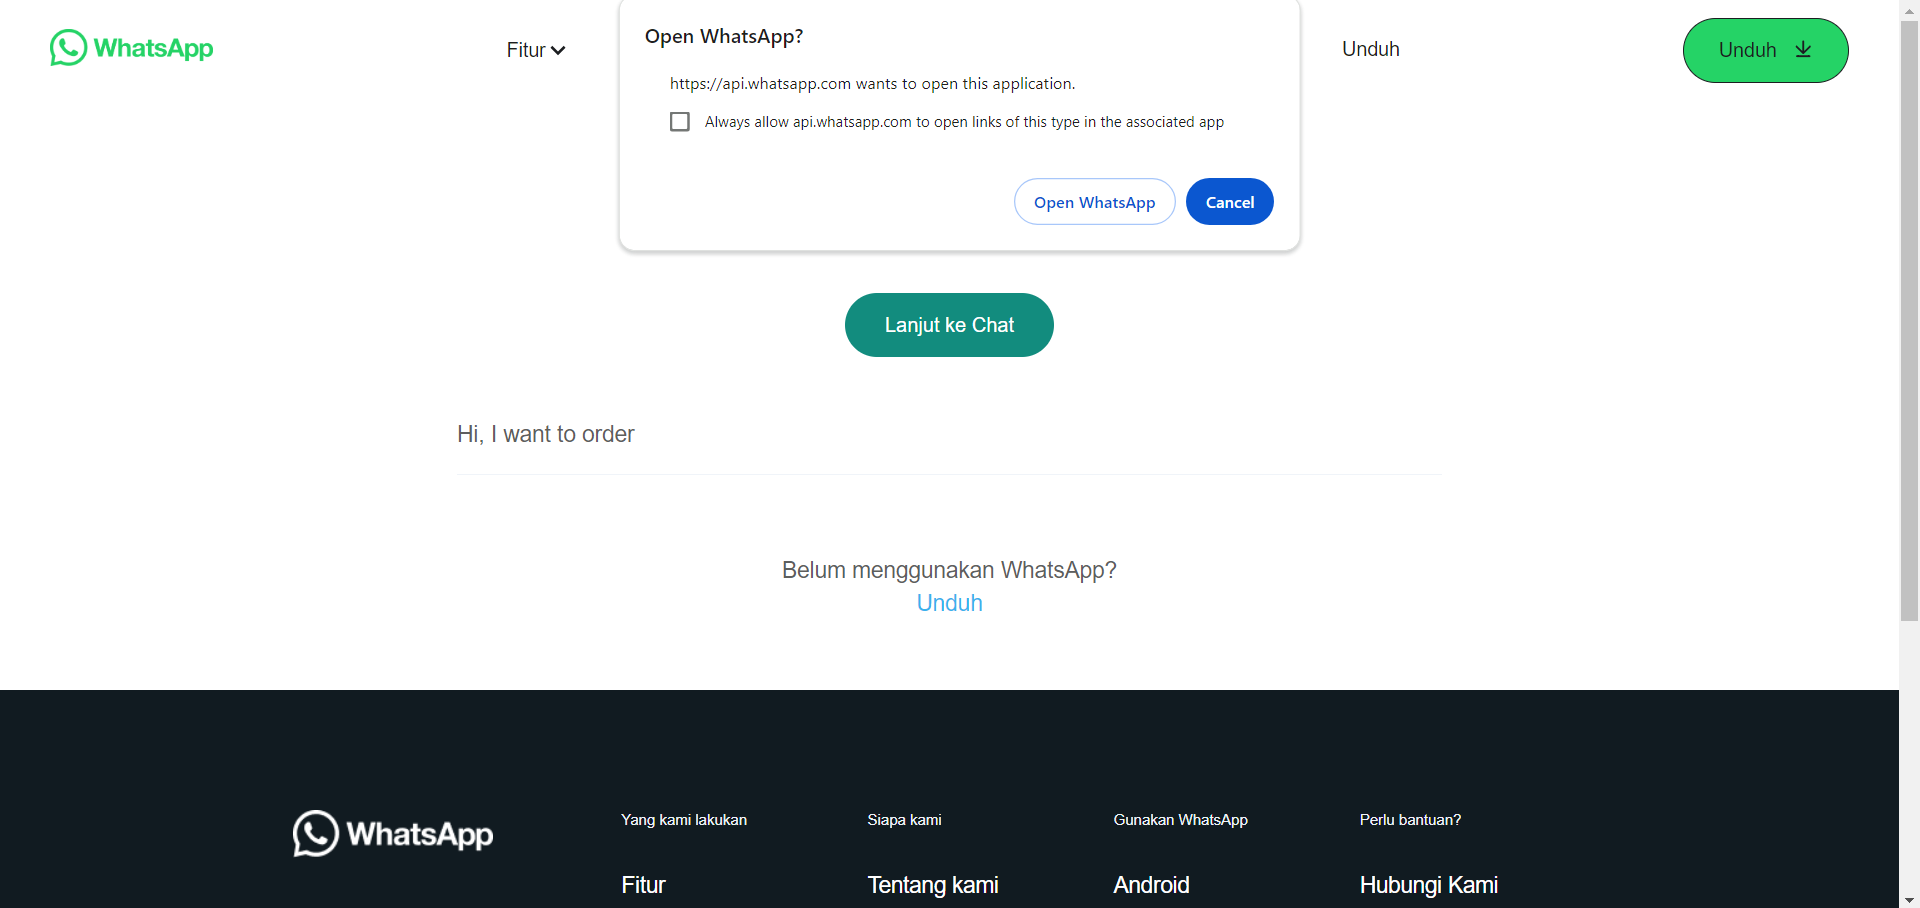 WhatsApp
Fitur
Unduh
Unduh
Open WhatsApp?
https://api.whatsapp.com wants to open this application.
Always allow api.whatsapp.com to open links of this type in the associated app
Open WhatsApp
Cancel
Lanjut ke Chat
Hi, I want to order
Belum menggunakan WhatsApp?
Unduh
WhatsApp
Yang kami lakukan
Siapa kami
Gunakan WhatsApp
Perlu bantuan?
Fitur
Tentang kami
Android
Hubungi Kami